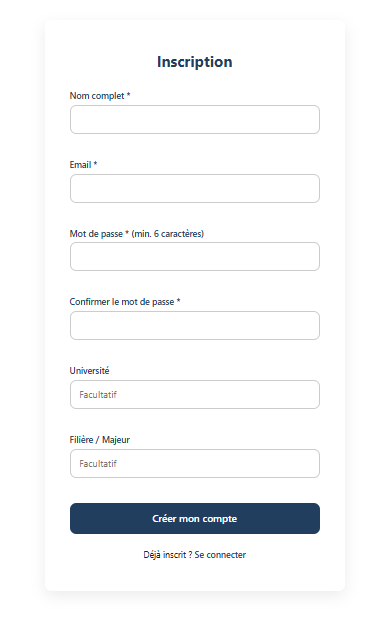 Inscription
Nom complet *
Email *
Mot de passe * (min. 6 caractères)
Confirmer le mot de passe *
Université
Facultatif
Filière / Majeur
Facultatif
Créer mon compte
Déjà inscrit ? Se connecter